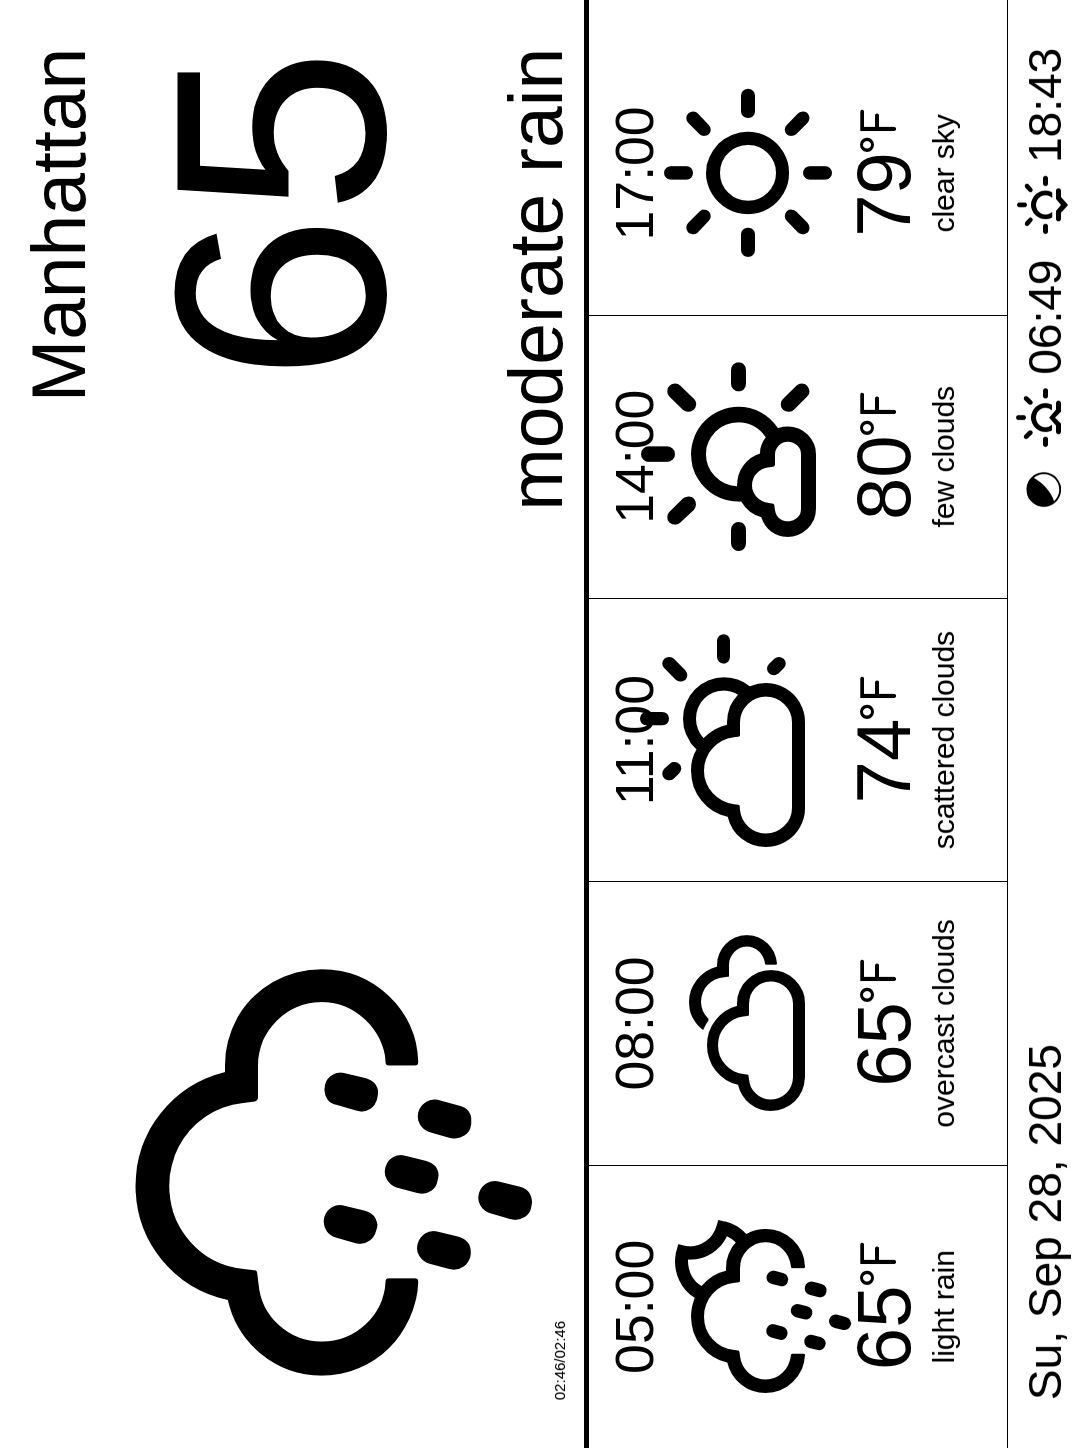 Manhattan
65
moderate rain
02:46/02:46
05:00
65°F
light rain
08:00
65°F
overcast clouds
11:00
74°F
scattered clouds
14:00
80°F
few clouds
17:00
79°F
clear sky
Su, Sep 28, 2025
06:49
18:43